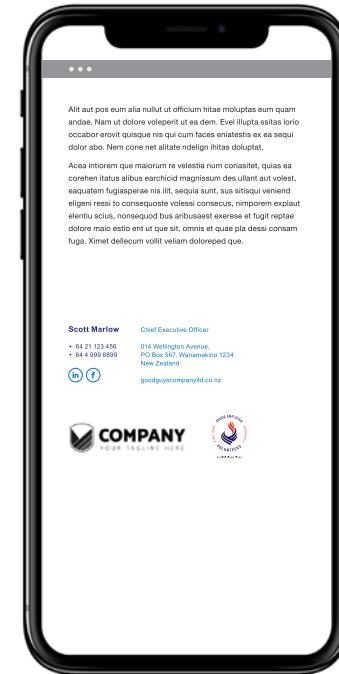 Alit aut pos eum alia nullut ut officium hitae moluptas eum quam
andae. Nam ut dolore voleperit ut ea dem. Evel illupta ssitas lorio
occabor erovit quisque nis qui cum faces eniatestis ex ea sequi
dolor abo. Nem cone net alitate ndelign ihitas doluptat.
Acea intiorem que maiorum re velestia num coriasitet, quias ea
corehen itatus alibus earchicid magnissum des ullant aut volest,
eaquatem fugiasperae nis ilit, sequia sunt, sus sitisqui veniend
eligeni ressi to consequoste volessi consecus, nimporem explaut
elentiu scius, nonsequod bus aribusaest exerese et fugit reptae
dolore maio estio ent ut que sit, omnis et quae pla dessi consam
fuga. Ximet dellecum vollit veliam doloreped que.
Scott Marlow
Chief Executive Officer
+ 64 21 123 456
+ 64 4 999 8899
014 Wellington Avenue,
PO Box 567, Wanamakino 1234
New Zealand
in f
goodguyscompanyltd.co.nz
COMPANY
YOUR TAGLINE HERE
PROUD EMPLOYER
VOLUNTEERS